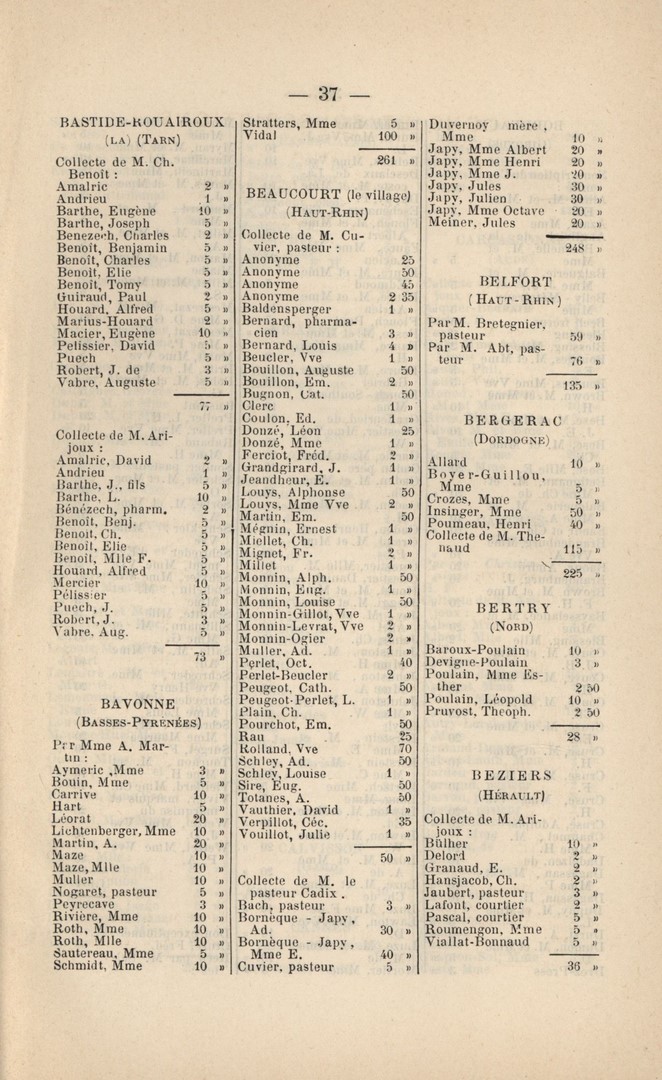 — 37 —
BASTIDE-ROUAIROUX
(LA) (TARN)
Collecte de M. Ch.
Benoît :
Amalric 2 »
Andrieu 1 »
Barthe, Eugène 10 »
Barthe, Joseph 5 »
Benezech, Charles 2 »
Benoît, Benjamin 5 »
Benoît, Charles 5 »
Benoît, Elie 5 »
Benoît, Tomy 5 »
Guiraud, Paul 2 »
Houard, Alfred 5 »
Marius-Houard 2 »
Macier, Eugène 10 »
Pelissier, David 5 »
Puech 5 »
Robert, J. de 3 »
Vabre, Auguste 5 »
77 »
Collecte de M. Ari-
joux :
Amalric, David 2 »
Andrieu 1 »
Barthe, J., fils 5 »
Barthe, L. 10 »
Bénézech, pharm. 2 »
Benoit, Benj. 5 »
Benoit, Ch. 5 »
Benoit, Elie 5 »
Benoit, Mlle F. 5 »
Houard, Alfred 5 »
Mercier 10 »
Pélissier 5 »
Puech, J. 5 »
Robert, J. 3 »
Vabre, Aug. 5 »
73 »
BAVONNE
(BASSES-PYRÉNÉES)
Par Mme A. Mar-
tin :
Aymeric ,Mme 3 »
Bouin, Mme 5 »
Carrive 10 »
Hart 5 »
Léorat 20 »
Lichtenberger, Mme 10 »
Martin, A. 20 »
Maze 10 »
Maze, Mlle 10 »
Muller 10 »
Nogaret, pasteur 5 »
Peyrecave 3 »
Rivière, Mme 10 »
Roth, Mme 10 »
Roth, Mlle 10 »
Sautereau, Mme 5 »
Schmidt, Mme 10 »
Stratters, Mme 5 »
Vidal 100 »
261 »
BEAUCOURT (le village)
(HAUT-RHIN)
Collecte de M. Cu-
vier, pasteur :
Anonyme 25
Anonyme 50
Anonyme 45
Anonyme 2 35
Baldensperger 1 »
Bernard, pharma-
cien 3 »
Bernard, Louis 4 »
Beucler, Vve 1 »
Bouillon, Auguste 50
Bouillon, Em. 2 »
Bugnon, Cat. 50
Clerc 1 »
Coulon, Ed. 1 »
Donzé, Léon 25
Donzé, Mme 1 »
Ferciot, Fréd. 2 »
Grandgirard, J. 1 »
Jeandheur, E. 1 »
Louys, Alphonse 50
Louys, Mme Vve 2 »
Martin, Em. 50
Mégnin, Ernest 1 »
Miellet, Ch. 1 »
Mignet, Fr. 2 »
Millet 1 »
Monnin, Alph. 50
Monnin, Eug. 1 »
Monnin, Louise 50
Monnin-Gillot, Vve 1 »
Monnin-Levrat, Vve 2 »
Monnin-Ogier 2 »
Muller, Ad. 1 »
Perlet, Oct. 40
Perlet-Beucler 2 »
Peugeot, Cath. 50
Peugeot-Perlet, L. 1 »
Plain, Ch. 1 »
Pourchot, Em. 50
Rau 25
Rolland, Vve 70
Schley, Ad. 50
Schley, Louise 1 »
Sire, Eug. 50
Totanes, A. 50
Vauthier, David 1 »
Verpillot, Céc. 35
Vouillot, Julie 1 »
50 »
Collecte de M. le
pasteur Cadix .
Bach, pasteur 3 »
Bornèque - Japy,
Ad. 30 »
Bornèque - Japy,
Mme E. 40 »
Cuvier, pasteur 5 »
Duvernoy mère,
Mme 10 »
Japy, Mme Albert 20 »
Japy, Mme Henri 20 »
Japy, Mme J. 20 »
Japy, Jules 30 »
Japy, Julien 30 »
Japy, Mme Octave 20 »
Meiner, Jules 20 »
248 »
BELFORT
(HAUT-RHIN)
Par M. Bretegnier,
pasteur 59 »
Par M. Abt, pas-
teur 76 »
135 »
BERGERAC
(DORDOGNE)
Allard 10 »
Boyer-Guillou,
Mme 5 »
Crozes, Mme 5 »
Insinger, Mme 50 »
Poumeau, Henri 40 »
Collecte de M. The-
naud 115 »
225 »
BERTRY
(NORD)
Baroux-Poulain 10 »
Devigne-Poulain 3 »
Poulain, Mme Es-
ther 2 50
Poulain, Léopold 10 »
Pruvost, Théoph. 2 50
28 »
BEZIERS
(HÉRAULT)
Collecte de M. Ari-
joux :
Bülher 10 »
Delord 2 »
Granaud, E. 2 »
Hansjacob, Ch. 2 »
Jaubert, pasteur 3 »
Lafont, courtier 2 »
Pascal, courtier 5 »
Roumengon, Mme 5 »
Viallat-Bonnaud 5 »
36 »